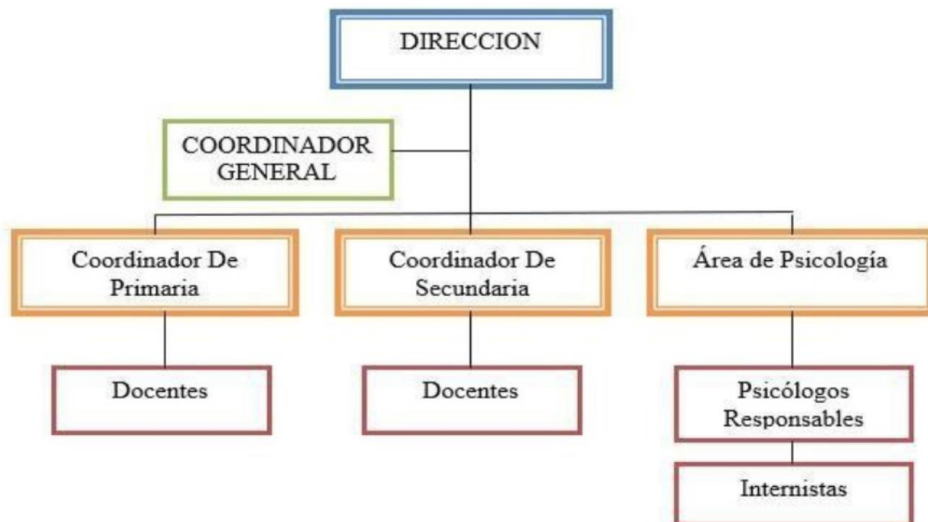 DIRECCION
COORDINADOR
GENERAL
Coordinador De
Primaria
Coordinador De
Secundaria
Área de Psicología
Docentes
Docentes
Psicólogos
Responsables
Internistas